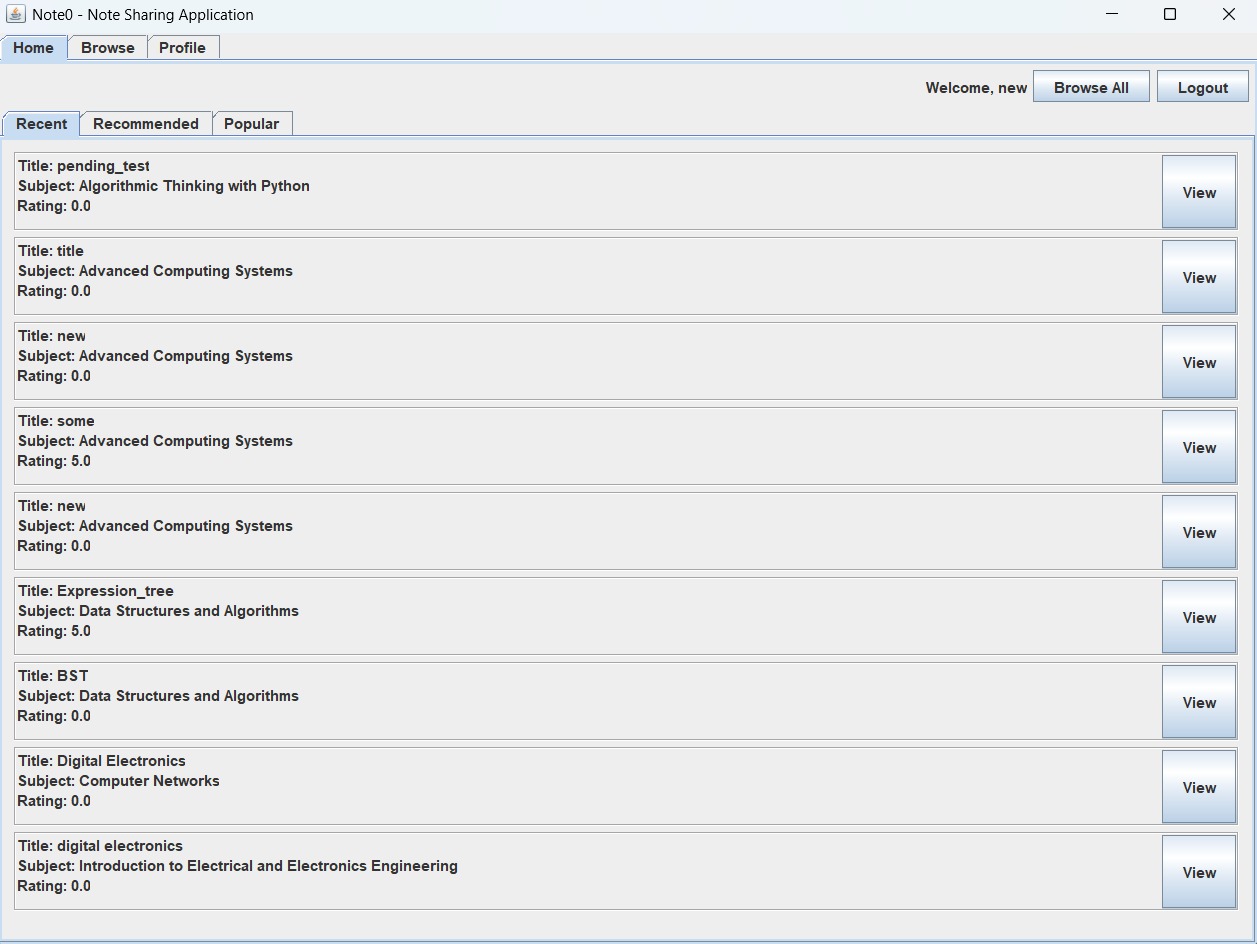 Note0 - Note Sharing Application
Home Browse Profile
Welcome, new Browse All Logout
Recent Recommended Popular
Title: pending_test
Subject: Algorithmic Thinking with Python
Rating: 0.0
View
Title: title
Subject: Advanced Computing Systems
Rating: 0.0
View
Title: new
Subject: Advanced Computing Systems
Rating: 0.0
View
Title: some
Subject: Advanced Computing Systems
Rating: 5.0
View
Title: new
Subject: Advanced Computing Systems
Rating: 0.0
View
Title: Expression_tree
Subject: Data Structures and Algorithms
Rating: 5.0
View
Title: BST
Subject: Data Structures and Algorithms
Rating: 0.0
View
Title: Digital Electronics
Subject: Computer Networks
Rating: 0.0
View
Title: digital electronics
Subject: Introduction to Electrical and Electronics Engineering
Rating: 0.0
View